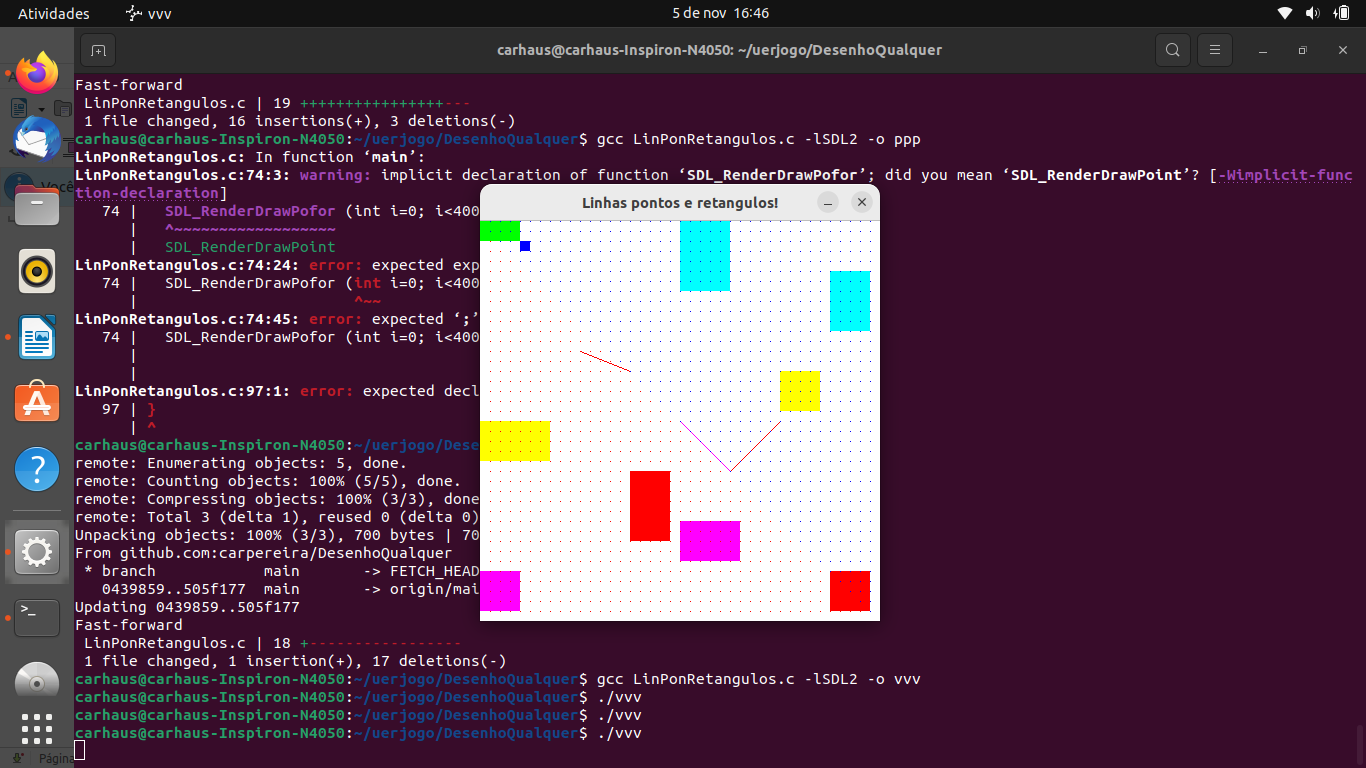 Atividades
vvv
5 de nov 16:46
carhaus@carhaus-Inspiron-N4050: ~/uerjogo/DesenhoQualquer
Fast-forward
LinPonRetangulos.c | 19 ++++++++++++++++---
1 file changed, 16 insertions(+), 3 deletions(-)
carhaus@carhaus-Inspiron-N4050:~/uerjogo/DesenhoQualquer$ gcc LinPonRetangulos.c -lSDL2 -o ppp
LinPonRetangulos.c: In function ‘main’:
LinPonRetangulos.c:74:3: warning: implicit declaration of function ‘SDL_RenderDrawPofor’; did you mean ‘SDL_RenderDrawPoint’? [-Wimplicit-func
tion-declaration]
74 | SDL_RenderDrawPofor (int i=0; i<400
| ^~~~~~~~~~~~~~~~~~~
| SDL_RenderDrawPoint
LinPonRetangulos.c:74:24: error: expected exp
74 | SDL_RenderDrawPofor (int i=0; i<400
| ^~~
LinPonRetangulos.c:74:45: error: expected ‘;’
74 | SDL_RenderDrawPofor (int i=0; i<400
|
|
LinPonRetangulos.c:97:1: error: expected decl
97 | }
| ^
carhaus@carhaus-Inspiron-N4050:~/uerjogo/Dese
remote: Enumerating objects: 5, done.
remote: Counting objects: 100% (5/5), done.
remote: Compressing objects: 100% (3/3), done
remote: Total 3 (delta 1), reused 0 (delta 0)
Unpacking objects: 100% (3/3), 700 bytes | 70
From github.com:carpereira/DesenhoQualquer
* branch main -> FETCH_HEAD
0439859..505f177 main -> origin/mai
Updating 0439859..505f177
Fast-forward
LinPonRetangulos.c | 18 +-----------------
1 file changed, 1 insertion(+), 17 deletions(-)
carhaus@carhaus-Inspiron-N4050:~/uerjogo/DesenhoQualquer$ gcc LinPonRetangulos.c -lSDL2 -o vvv
carhaus@carhaus-Inspiron-N4050:~/uerjogo/DesenhoQualquer$ ./vvv
carhaus@carhaus-Inspiron-N4050:~/uerjogo/DesenhoQualquer$ ./vvv
carhaus@carhaus-Inspiron-N4050:~/uerjogo/DesenhoQualquer$ ./vvv
Linhas pontos e retangulos!
Você
Página